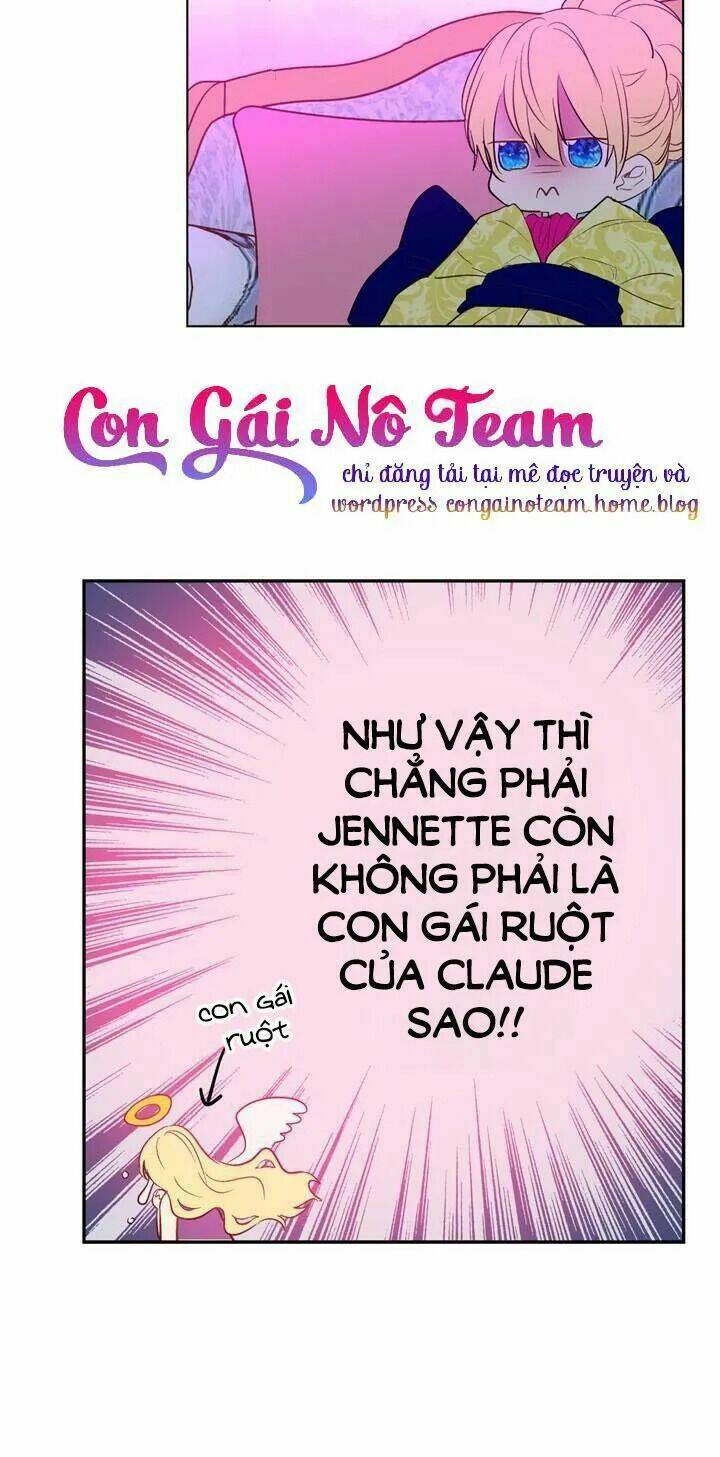 Con Gái Nô Team
chỉ đăng tải tại mê đọc truyện và
wordpress congainoteam.home.blog
NHƯ VẬY THÌ
CHẲNG PHẢI
JENNETTE CÒN
KHÔNG PHẢI LÀ
CON GÁI RUỘT
CỦA CLAUDE
SAO!!
con gái
ruột